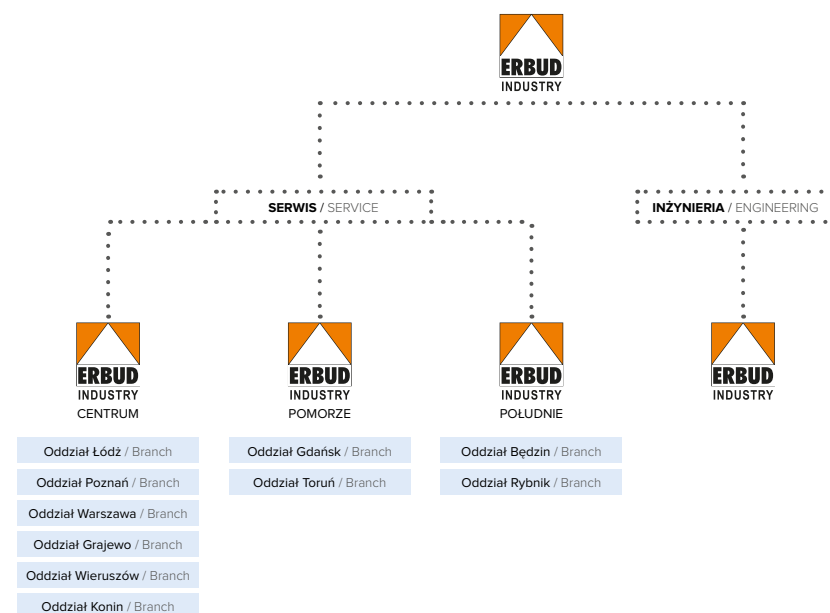 ERBUD
INDUSTRY
SERWIS / SERVICE
INŻYNIERIA / ENGINEERING
ERBUD
INDUSTRY
CENTRUM
ERBUD
INDUSTRY
POMORZE
ERBUD
INDUSTRY
POŁUDNIE
ERBUD
INDUSTRY
Oddział Łódź / Branch
Oddział Poznań / Branch
Oddział Warszawa / Branch
Oddział Grajewo / Branch
Oddział Wieruszów / Branch
Oddział Konin / Branch
Oddział Gdańsk / Branch
Oddział Toruń / Branch
Oddział Będzin / Branch
Oddział Rybnik / Branch